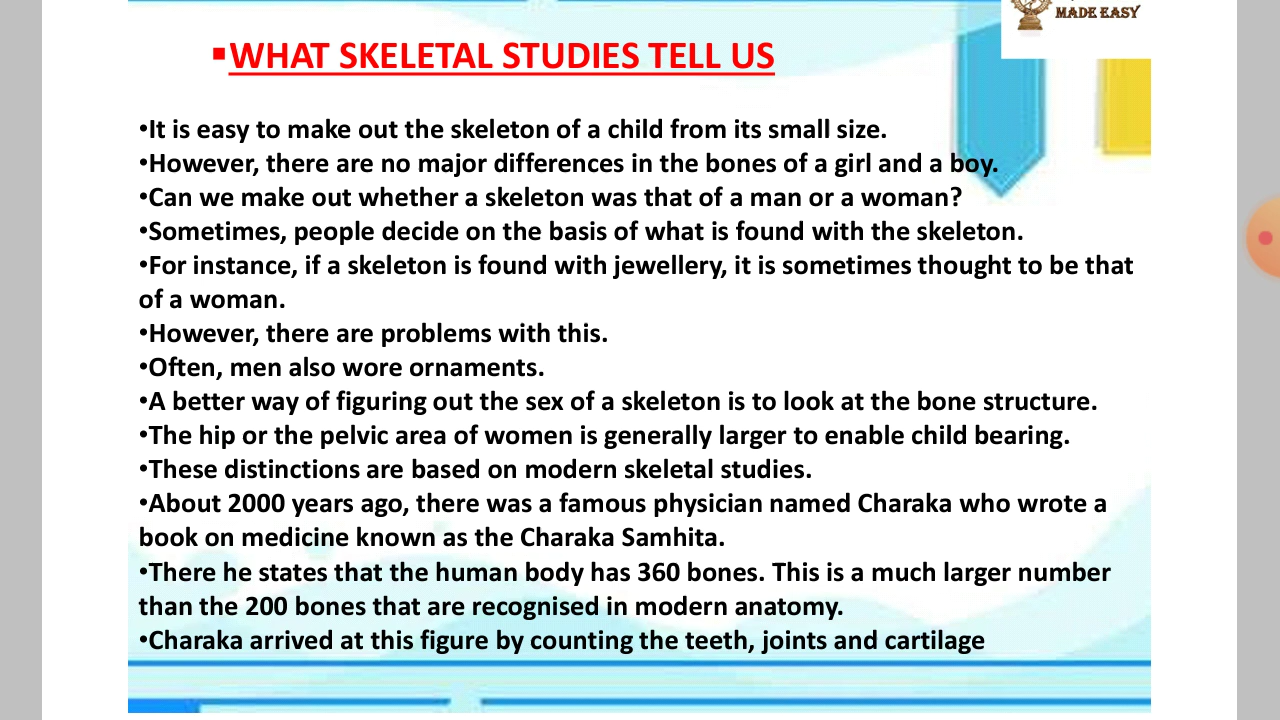 MADE EASY
▪WHAT SKELETAL STUDIES TELL US
•It is easy to make out the skeleton of a child from its small size.
•However, there are no major differences in the bones of a girl and a boy.
•Can we make out whether a skeleton was that of a man or a woman?
•Sometimes, people decide on the basis of what is found with the skeleton.
•For instance, if a skeleton is found with jewellery, it is sometimes thought to be that
of a woman.
•However, there are problems with this.
•Often, men also wore ornaments.
•A better way of figuring out the sex of a skeleton is to look at the bone structure.
•The hip or the pelvic area of women is generally larger to enable child bearing.
•These distinctions are based on modern skeletal studies.
•About 2000 years ago, there was a famous physician named Charaka who wrote a
book on medicine known as the Charaka Samhita.
•There he states that the human body has 360 bones. This is a much larger number
than the 200 bones that are recognised in modern anatomy.
•Charaka arrived at this figure by counting the teeth, joints and cartilage